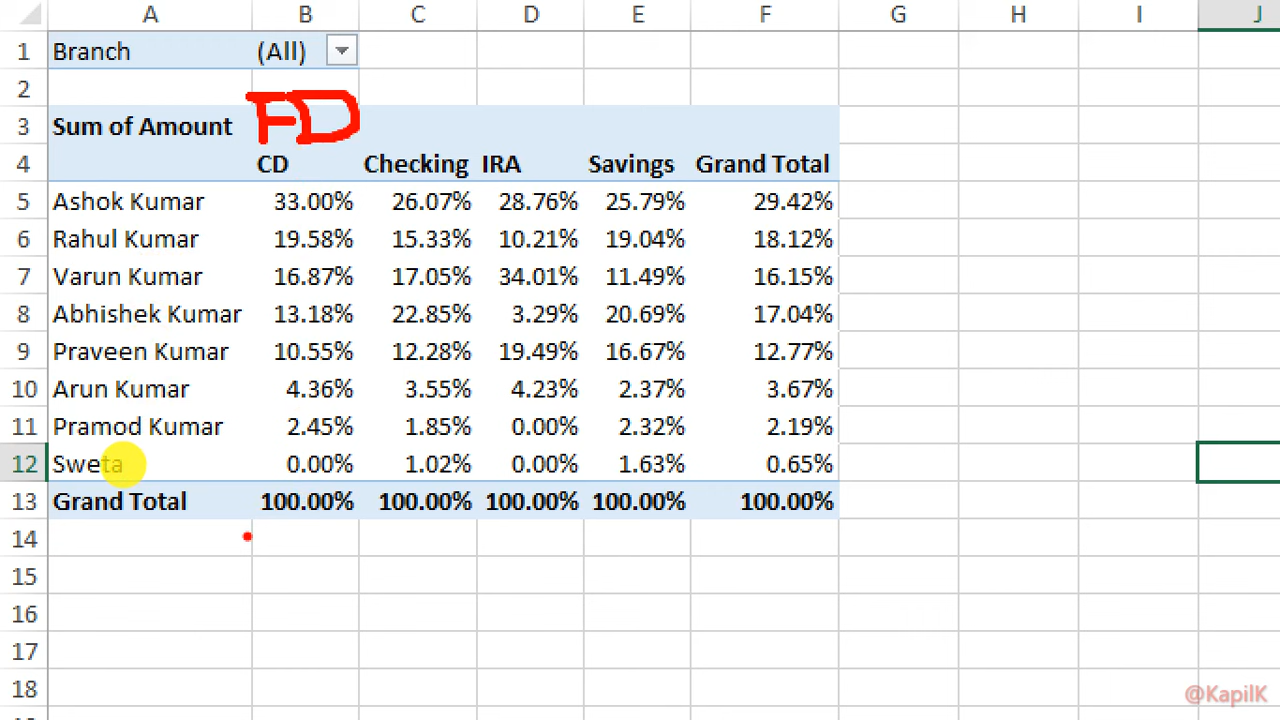 A B C D E F G H I J
1 Branch (All)
2
FD
3 Sum of Amount
4 CD Checking IRA Savings Grand Total
5 Ashok Kumar 33.00% 26.07% 28.76% 25.79% 29.42%
6 Rahul Kumar 19.58% 15.33% 10.21% 19.04% 18.12%
7 Varun Kumar 16.87% 17.05% 34.01% 11.49% 16.15%
8 Abhishek Kumar 13.18% 22.85% 3.29% 20.69% 17.04%
9 Praveen Kumar 10.55% 12.28% 19.49% 16.67% 12.77%
10 Arun Kumar 4.36% 3.55% 4.23% 2.37% 3.67%
11 Pramod Kumar 2.45% 1.85% 0.00% 2.32% 2.19%
12 Sweta 0.00% 1.02% 0.00% 1.63% 0.65%
13 Grand Total 100.00% 100.00% 100.00% 100.00% 100.00%
14
15
16
17
18
@KapilK